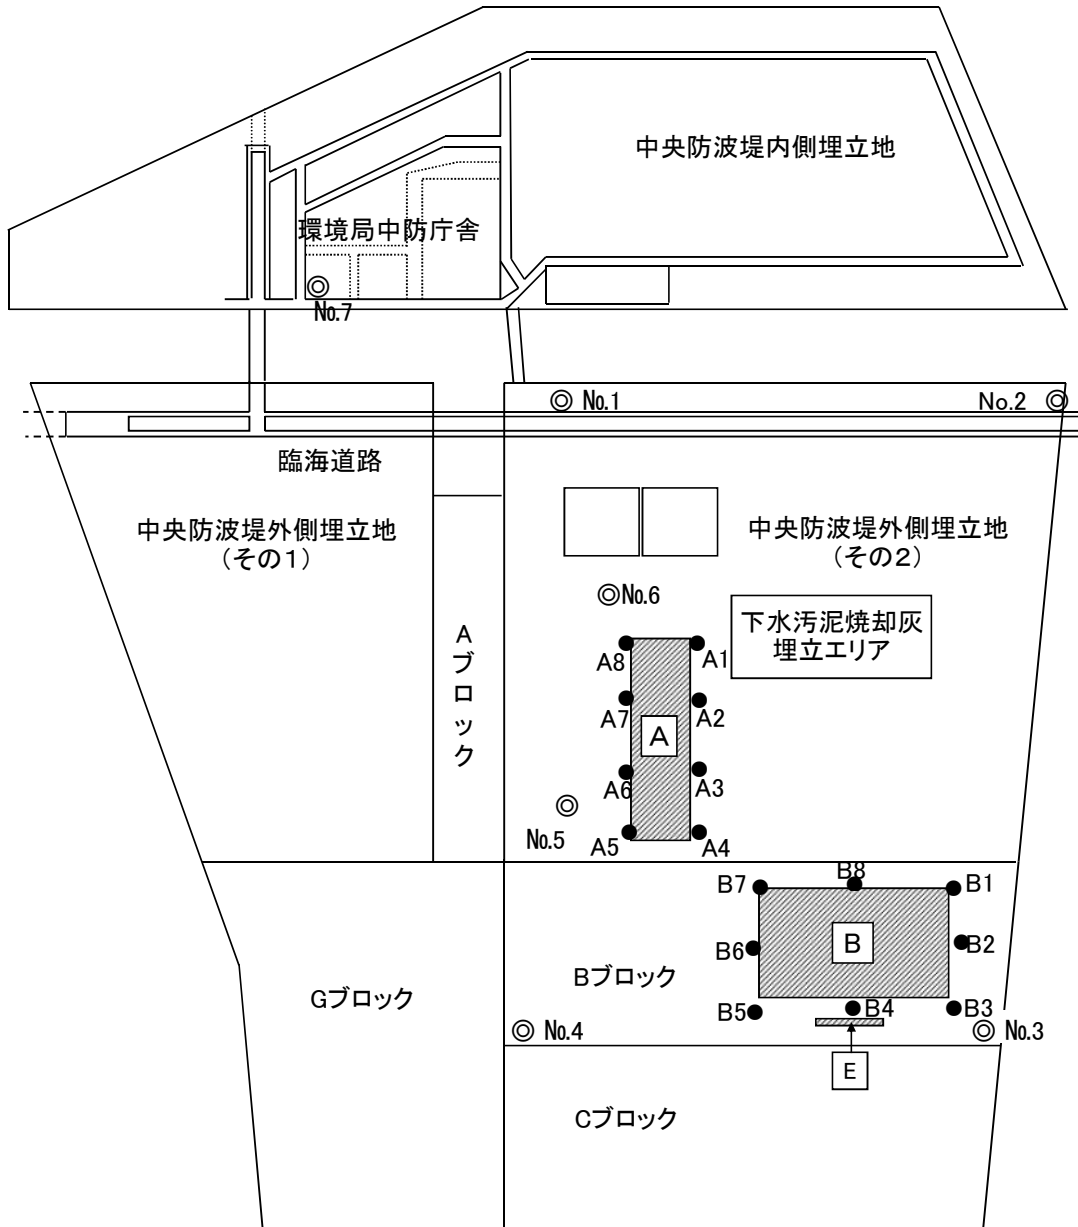 中央防波堤内側埋立地
環境局中防庁舎
No.7
No.1
No.2
臨海道路
中央防波堤外側埋立地
（その１）
中央防波堤外側埋立地
（その２）
No.6
下水汚泥焼却灰
埋立エリア
Aブロック
A8
A1
A7
A2
A
A6
A3
No.5
A5
A4
B7
B8
B1
B6
B
B2
Bブロック
Gブロック
B5
B4
B3
No.4
No.3
E
Cブロック